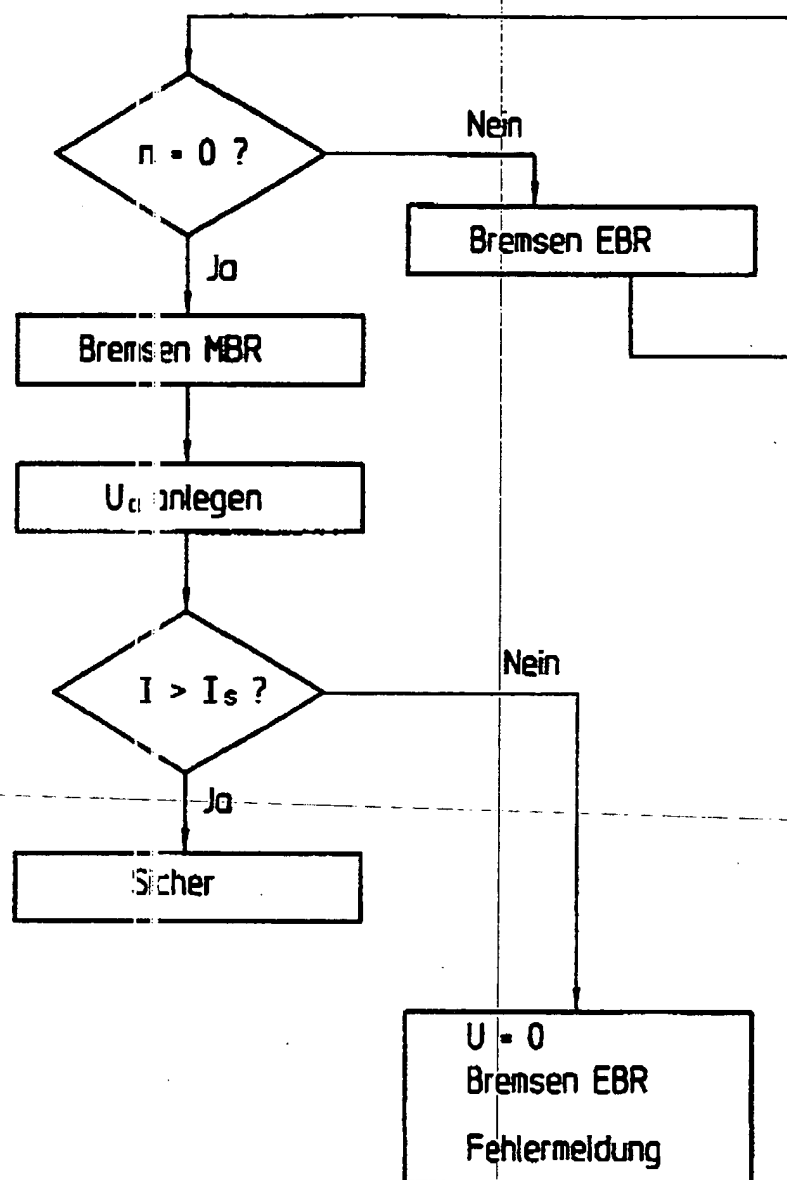 n = 0 ?
Nein
Bremsen EBR
Ja
Bremsen MBR
anlegen
I > Is ?
Nein
Ja
Sicher
U = 0
Bremsen EBR
Fehlermeldung